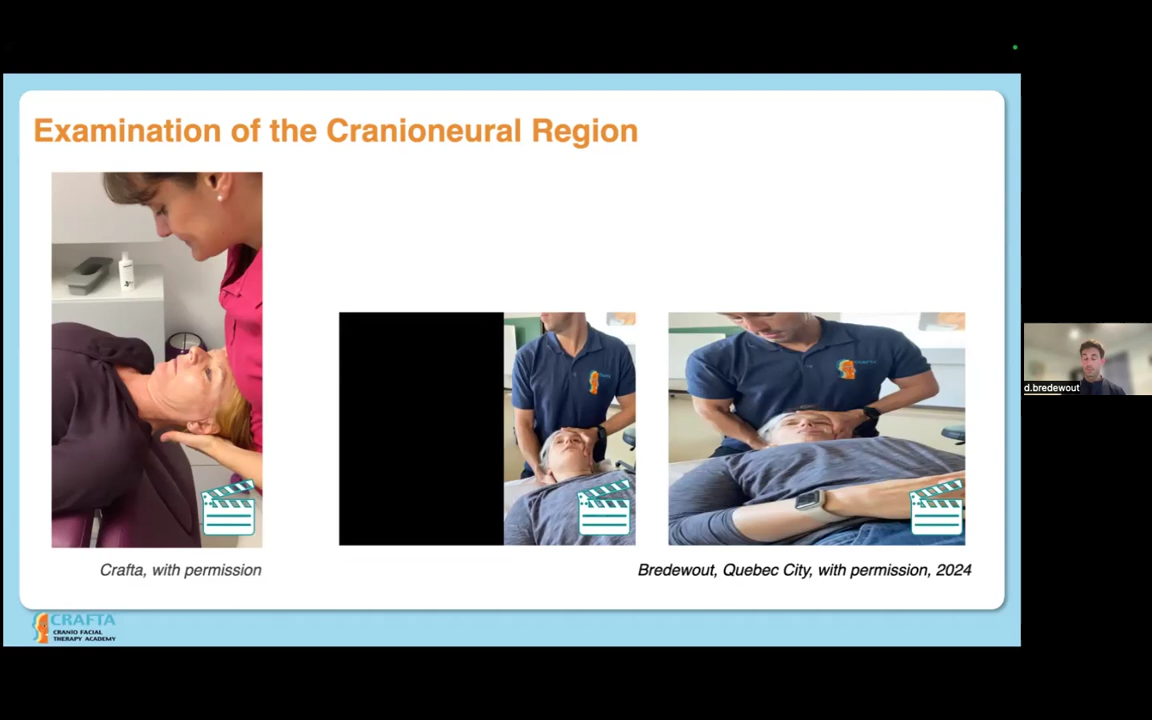 Examination of the Cranioneural Region
d.bredewout
Crafta, with permission
Bredewout, Quebec City, with permission, 2024
CRAFTA
CRANIO FACIAL
THERAPY ACADEMY